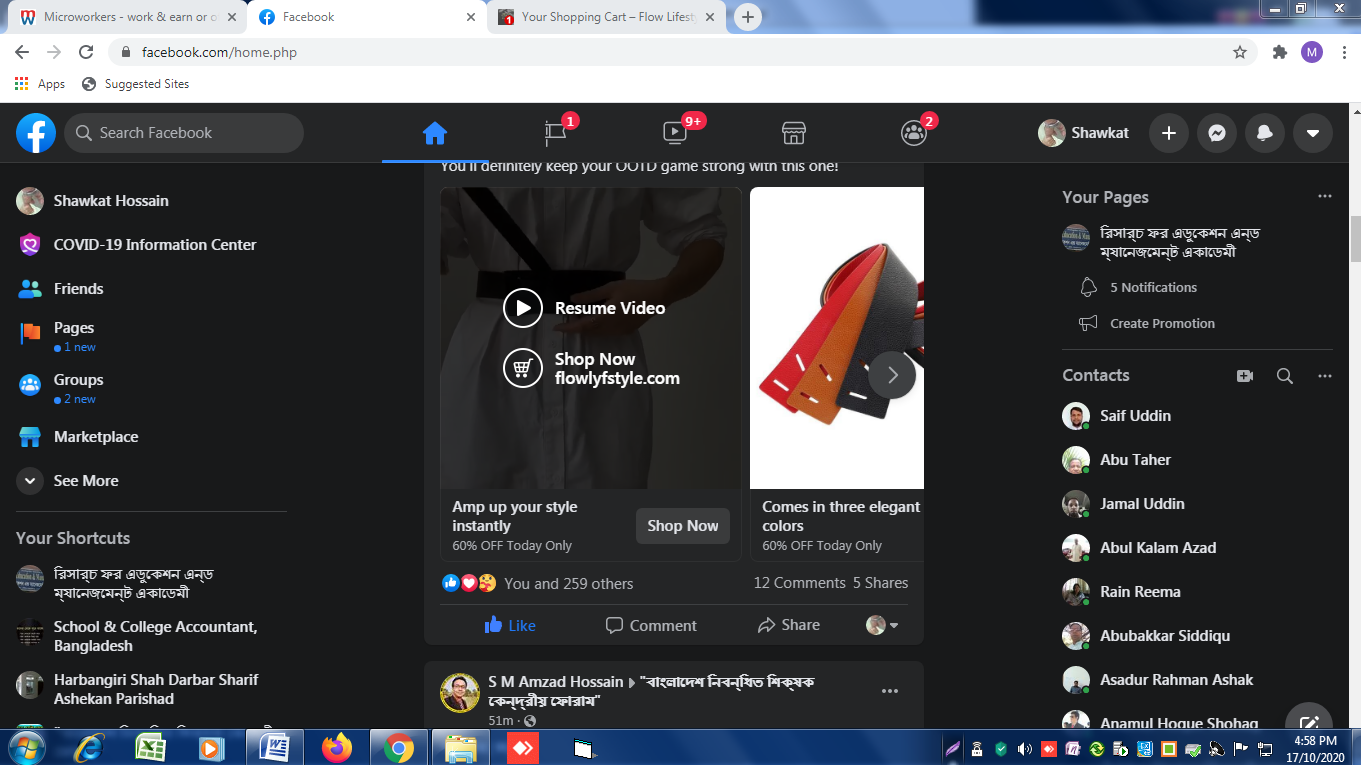 Microworkers - work & earn or o
Facebook
Your Shopping Cart – Flow Lifest
facebook.com/home.php
M
Apps
Suggested Sites
Search Facebook
1
9+
2
Shawkat
You'll definitely keep your OOTD game strong with this one!
Shawkat Hossain
COVID-19 Information Center
Friends
Pages
1 new
Groups
2 new
Marketplace
See More
Your Shortcuts
রিসার্চ ফর এডুকেশন এন্ড
ম্যানেজমেন্ট একাডেমী
School & College Accountant,
Bangladesh
Harbangiri Shah Darbar Sharif
Ashekan Parishad
Resume Video
Shop Now
flowlyfstyle.com
Amp up your style
instantly
60% OFF Today Only
Shop Now
Comes in three elegant
colors
60% OFF Today Only
You and 259 others
12 Comments 5 Shares
Like
Comment
Share
S M Amzad Hossain "বাংলাদেশ নিবন্ধিত শিক্ষক
কেন্দ্রীয় ফোরাম"
51m ·
Your Pages
রিসার্চ ফর এডুকেশন এন্ড
ম্যানেজমেন্ট একাডেমী
5 Notifications
Create Promotion
Contacts
Saif Uddin
Abu Taher
Jamal Uddin
Abul Kalam Azad
Rain Reema
Abubakkar Siddiqu
Asadur Rahman Ashak
Anamul Hoque Shohag
4:58 PM
17/10/2020